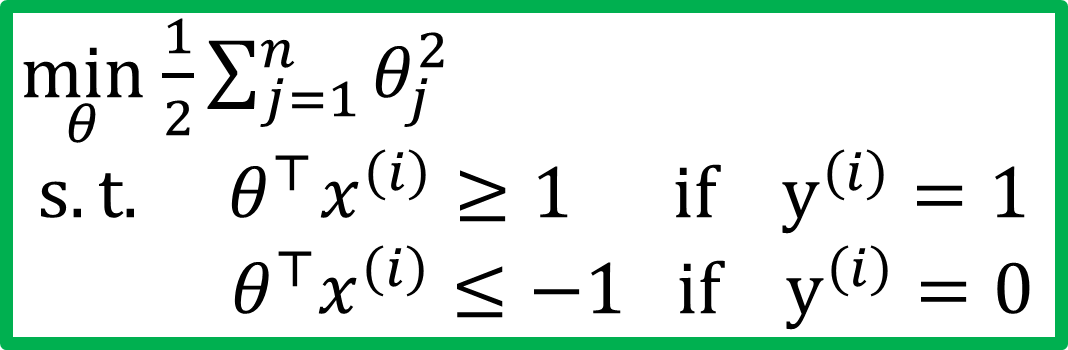 min_θ ½ ∑_{j=1}^{n} θ_j^2
s.t. θ^⊤x^{(i)} ≥ 1 if y^{(i)} = 1
θ^⊤x^{(i)} ≤ −1 if y^{(i)} = 0